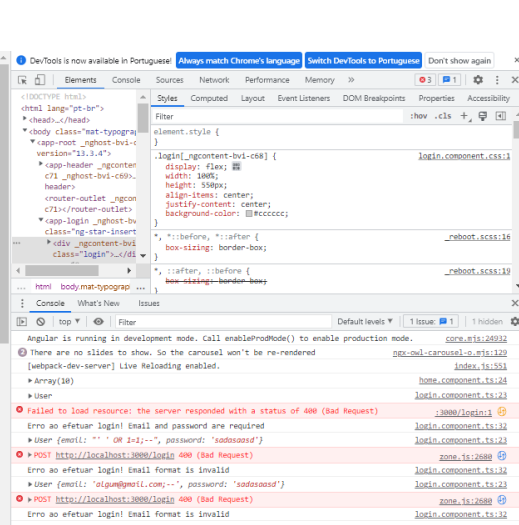 DevTools is now available in Portuguese! Always match Chrome's language Switch DevTools to Portuguese Don't show again ×
Elements Console Sources Network Performance Memory » 3 1
Styles Computed Layout Event Listeners DOM Breakpoints Properties Accessibility
Filter :hov .cls +
<!DOCTYPE html>
<html lang="pt-br">
<head>…</head>
<body class="mat-typograp
<app-root _nghost-bvi-c
version="13.3.4">
<app-header _ngconten
c71 _nghost-bvi-c69>…
header>
<router-outlet _ngcon
c71></router-outlet>
<app-login _nghost-bv
class="ng-star-insert
<div _ngcontent-bvi
class="login">…</di
element.style {
}
.login[_ngcontent-bvi-c68] { login.component.css:1
display: flex;
width: 100%;
height: 550px;
align-items: center;
justify-content: center;
background-color: #cccccc;
}
*, *::before, *::after { _reboot.scss:16
box-sizing: border-box;
}
*, ::after, ::before { _reboot.scss:19
box-sizing: border-box;
}
... html body.mat-typograp ...
Console What's New Issues ×
top ▼ Filter Default levels ▼ 1 Issue: 1 1 hidden
Angular is running in development mode. Call enableProdMode() to enable production mode. core.mjs:24932
2 There are no slides to show. So the carousel won't be re-rendered ngx-owl-carousel-o.mjs:129
[webpack-dev-server] Live Reloading enabled. index.js:551
Array(10) home.component.ts:24
User login.component.ts:23
Failed to load resource: the server responded with a status of 400 (Bad Request) :3000/login:1
Erro ao efetuar login! Email and password are required login.component.ts:32
User {email: "' ' OR 1=1;--", password: 'sadasaasd'} login.component.ts:23
POST http://localhost:3000/login 400 (Bad Request) zone.js:2680
Erro ao efetuar login! Email format is invalid login.component.ts:32
User {email: 'algum@gmail.com;--', password: 'sadasaasd'} login.component.ts:23
POST http://localhost:3000/login 400 (Bad Request) zone.js:2680
Erro ao efetuar login! Email format is invalid login.component.ts:32